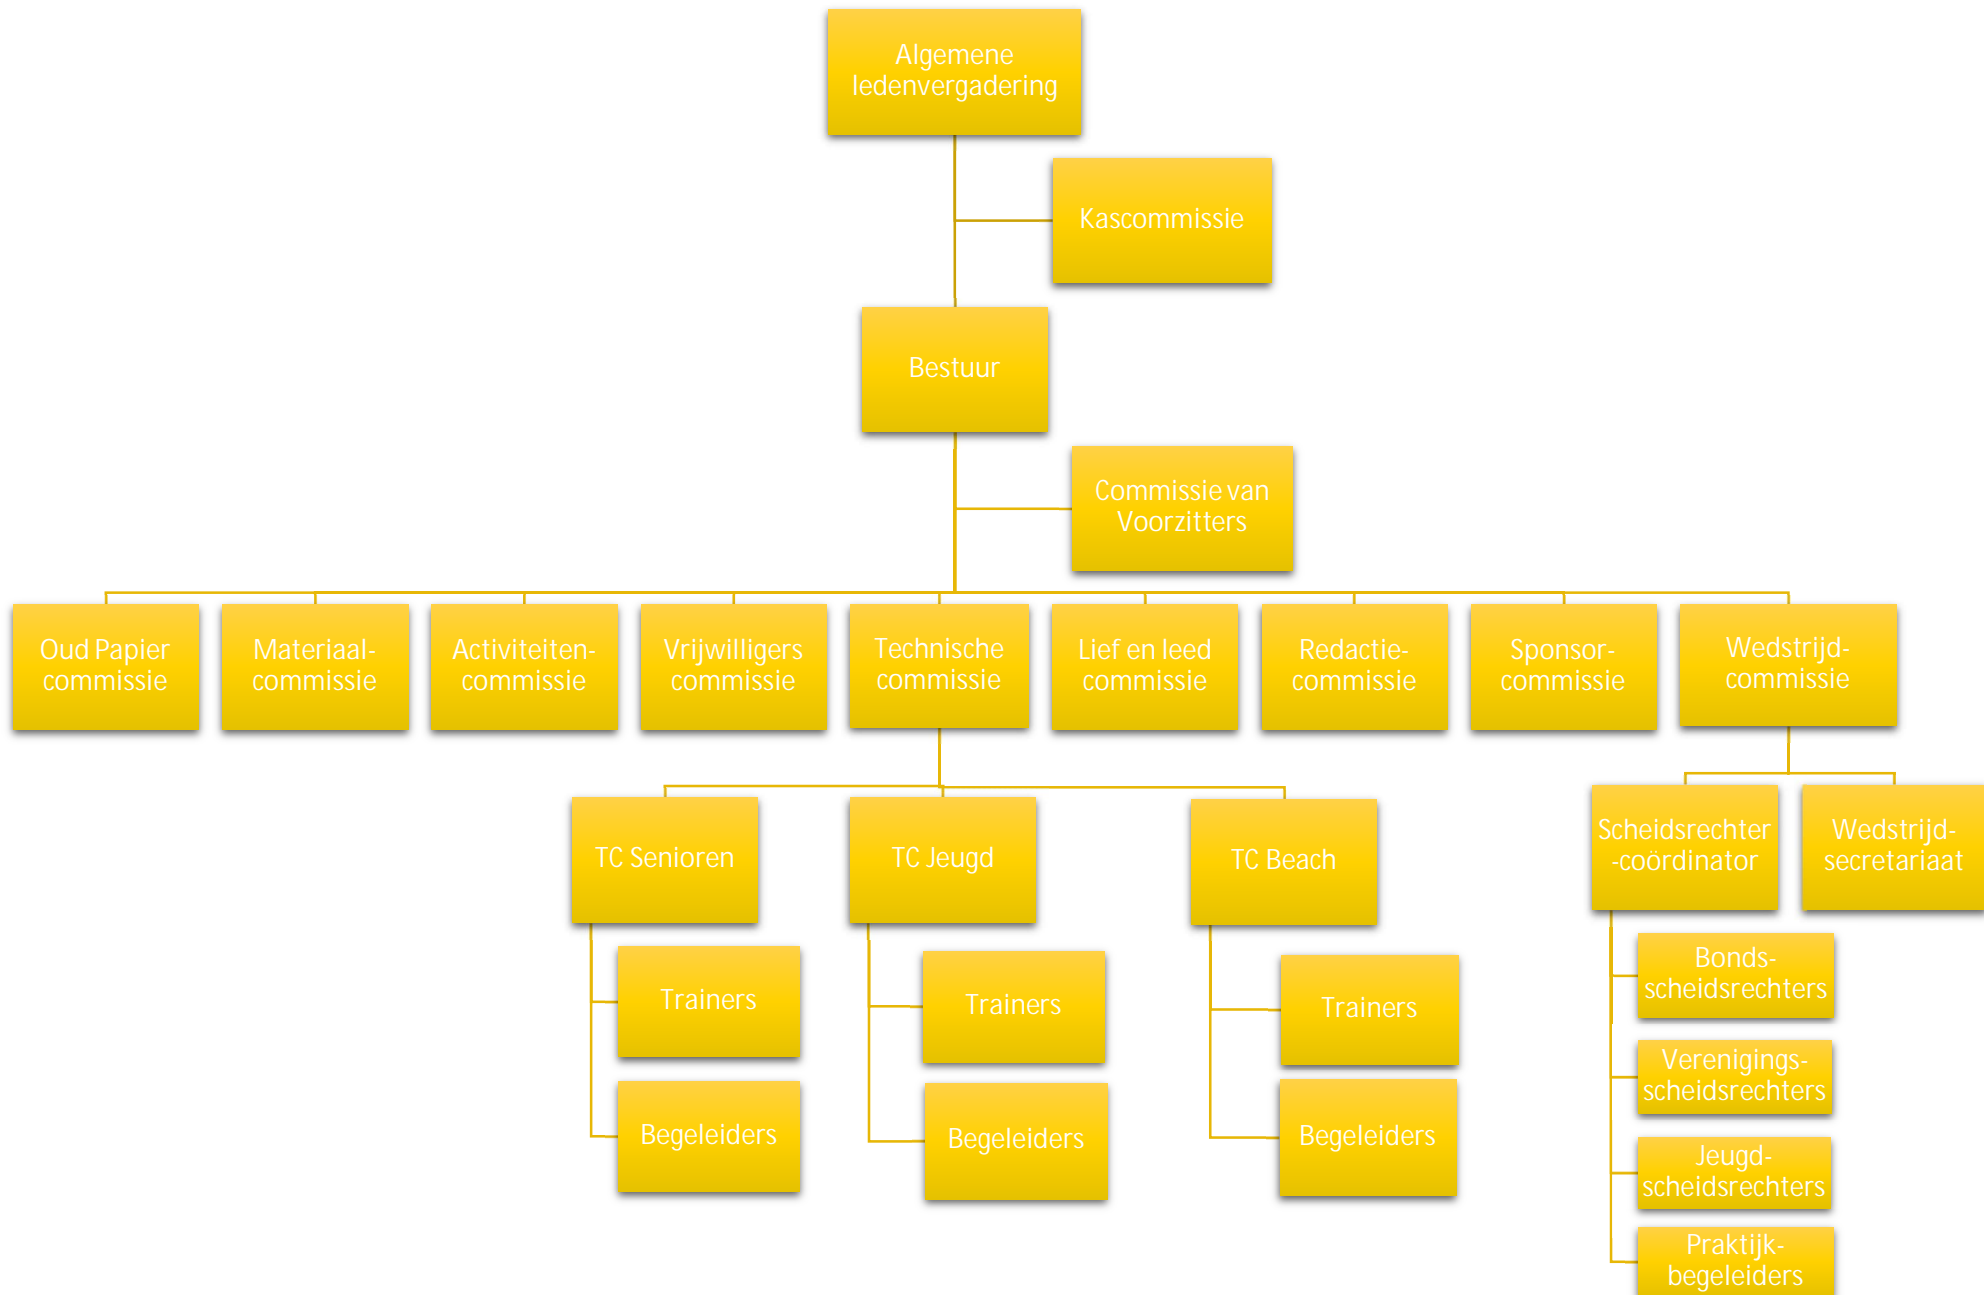 Algemene
ledenvergadering
Kascommissie
Bestuur
Commissie van
Voorzitters
Oud Papier
commissie
Materiaal-
commissie
Activiteiten-
commissie
Vrijwilligers
commissie
Technische
commissie
Lief en leed
commissie
Redactie-
commissie
Sponsor-
commissie
Wedstrijd-
commissie
TC Senioren
TC Jeugd
TC Beach
Scheidsrechter
-coördinator
Wedstrijd-
secretariaat
Trainers
Begeleiders
Trainers
Begeleiders
Trainers
Begeleiders
Bonds-
scheidsrechters
Verenigings-
scheidsrechters
Jeugd-
scheidsrechters
Praktijk-
begeleiders